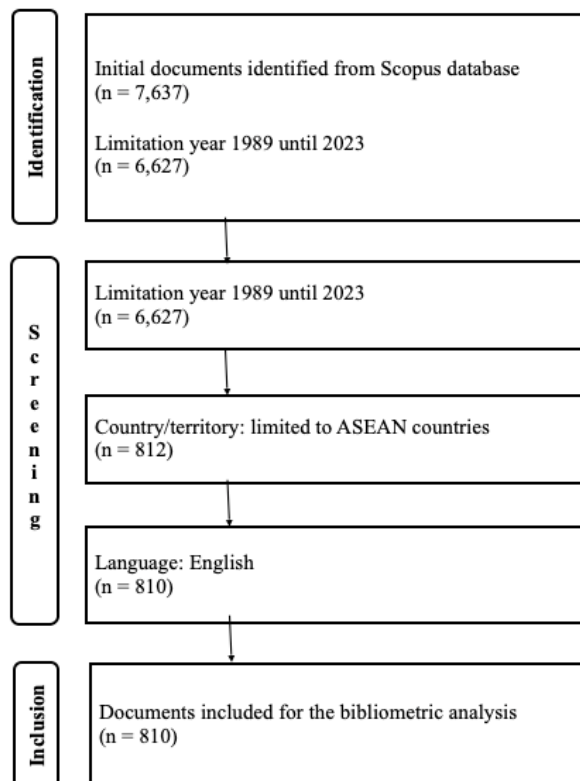 Identification
Initial documents identified from Scopus database
(n = 7,637)
Limitation year 1989 until 2023
(n = 6,627)
Screening
Limitation year 1989 until 2023
(n = 6,627)
Country/territory: limited to ASEAN countries
(n = 812)
Language: English
(n = 810)
Inclusion
Documents included for the bibliometric analysis
(n = 810)